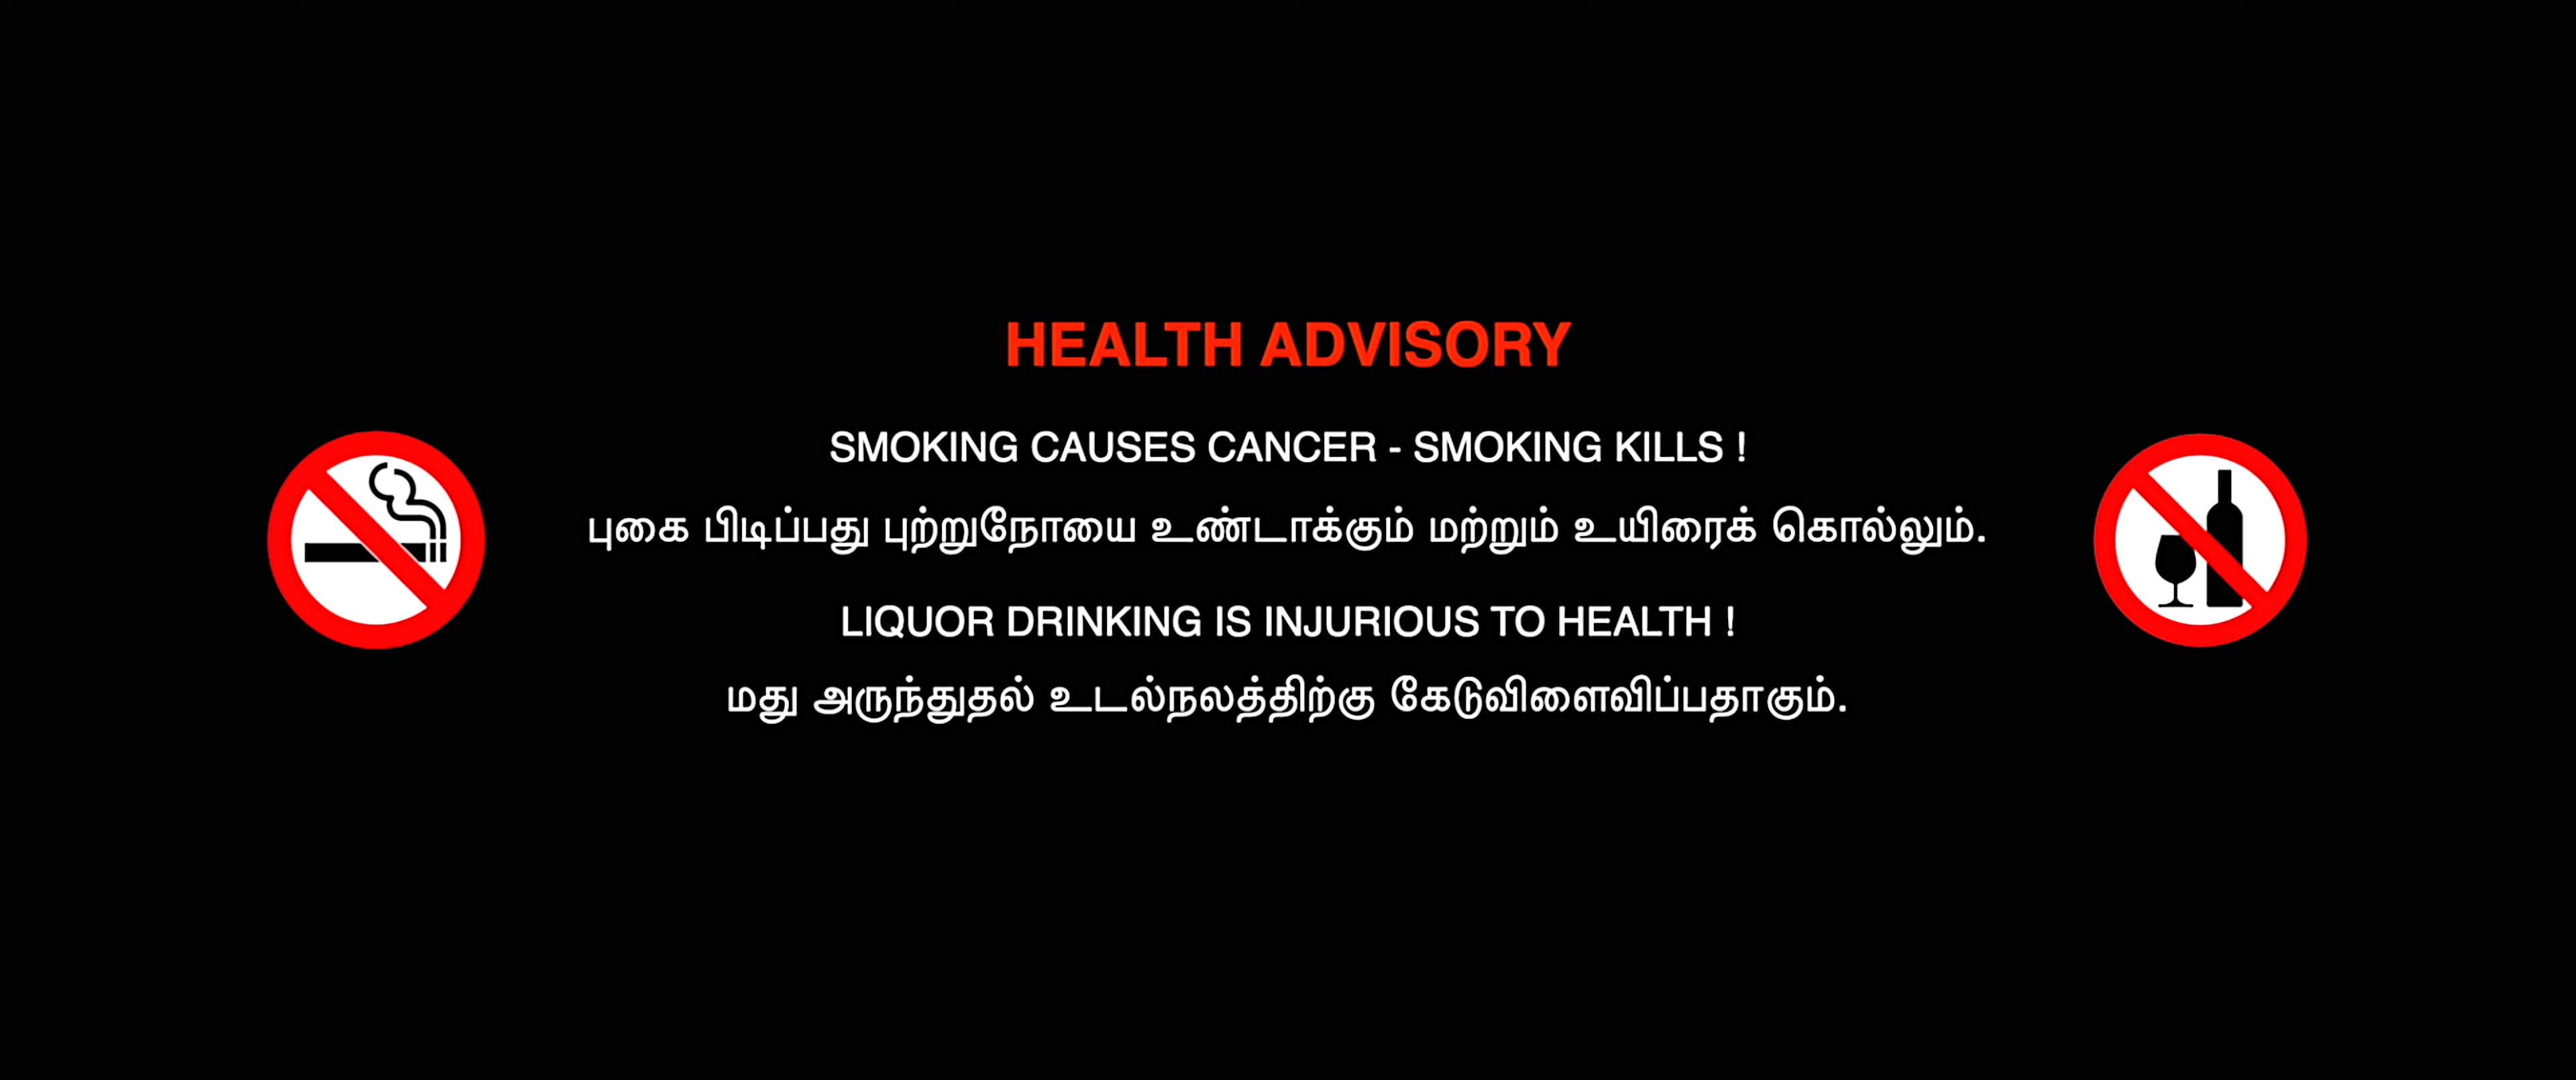 HEALTH ADVISORY
SMOKING CAUSES CANCER - SMOKING KILLS !
புகை பிடிப்பது புற்றுநோயை உண்டாக்கும் மற்றும் உயிரைக் கொல்லும்.
LIQUOR DRINKING IS INJURIOUS TO HEALTH !
மது அருந்துதல் உடல்நலத்திற்கு கேடுவிளைவிப்பதாகும்.